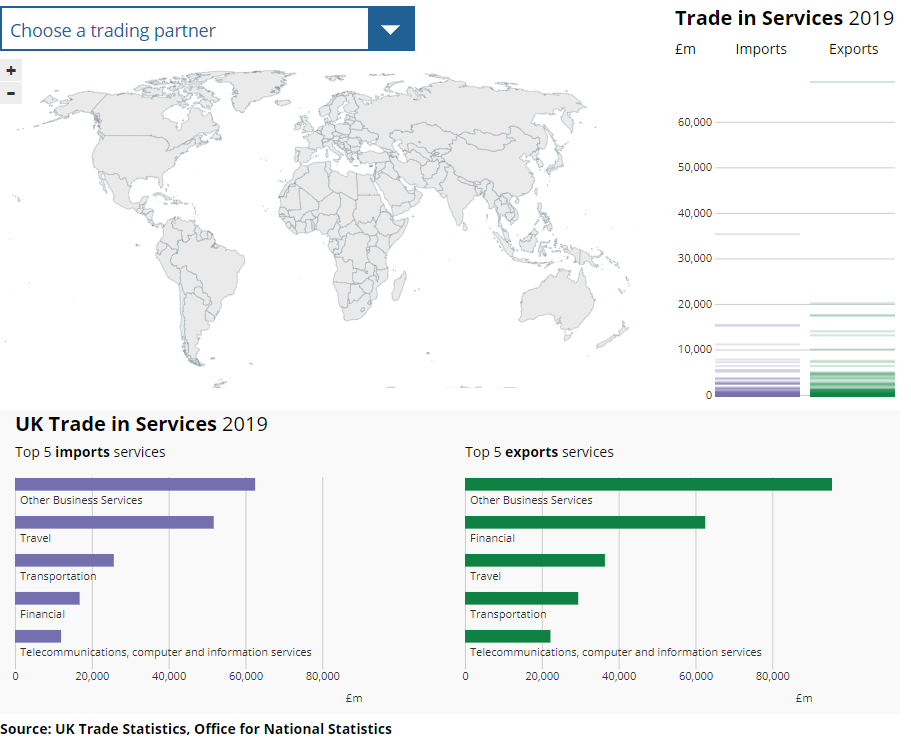 Choose a trading partner
+
-
Trade in Services 2019
£m Imports Exports
60,000
50,000
40,000
30,000
20,000
10,000
0
UK Trade in Services 2019
Top 5 imports services
Other Business Services
Travel
Transportation
Financial
Telecommunications, computer and information services
0 20,000 40,000 60,000 80,000
£m
Top 5 exports services
Other Business Services
Financial
Travel
Transportation
Telecommunications, computer and information services
0 20,000 40,000 60,000 80,000
£m
Source: UK Trade Statistics, Office for National Statistics